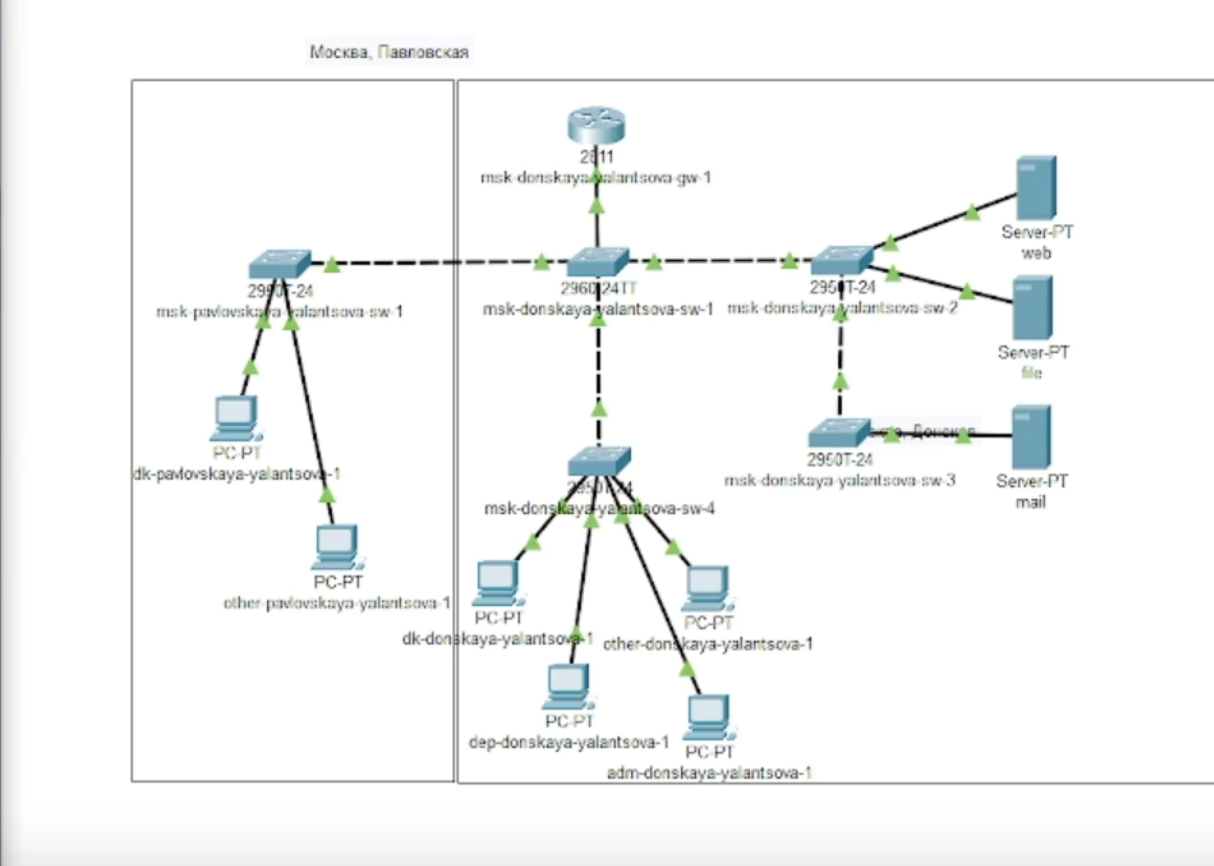 Москва, Павловская
2811
msk-donskaya-yalantsova-gw-1
Server-PT
web
2950T-24
msk-pavlovskaya-yalantsova-sw-1
2960-24TT
msk-donskaya-yalantsova-sw-1
2950T-24
msk-donskaya-yalantsova-sw-2
Server-PT
file
PC-PT
dk-pavlovskaya-yalantsova-1
Донская
2950T-24
msk-donskaya-yalantsova-sw-3
Server-PT
mail
2950T-24
msk-donskaya-yalantsova-sw-4
PC-PT
other-pavlovskaya-yalantsova-1
PC-PT
dk-donskaya-yalantsova-1
PC-PT
other-donskaya-yalantsova-1
PC-PT
dep-donskaya-yalantsova-1
PC-PT
adm-donskaya-yalantsova-1